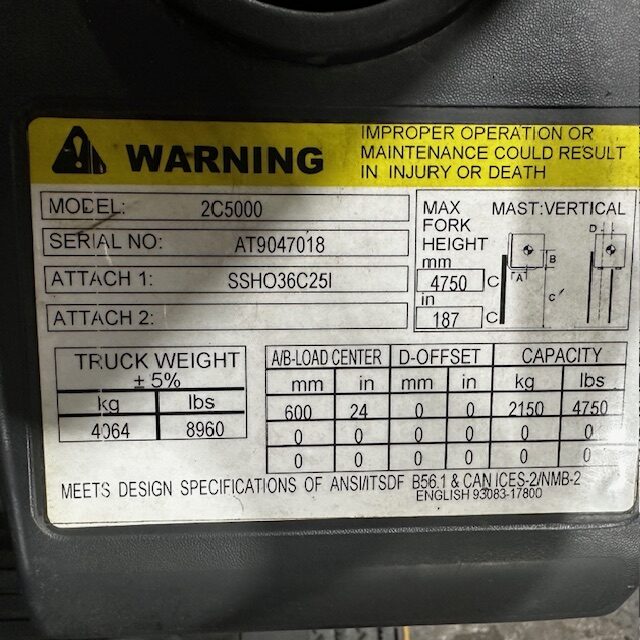 WARNING
IMPROPER OPERATION OR
MAINTENANCE COULD RESULT
IN INJURY OR DEATH
MODEL: 2C5000
SERIAL NO: AT9047018
ATTACH 1: SSHO36C25I
ATTACH 2:
MAX FORK HEIGHT
mm
4750 C
in
187 C
MAST:VERTICAL
D
B
A
C
TRUCK WEIGHT
± 5%
kg lbs
4064 8960
A/B-LOAD CENTER D-OFFSET CAPACITY
mm in mm in kg lbs
600 24 0 0 2150 4750
0 0 0 0 0 0
0 0 0 0 0 0
MEETS DESIGN SPECIFICATIONS OF ANSI/ITSDF B56.1 & CAN ICES-2/NMB-2
ENGLISH 93083-17800